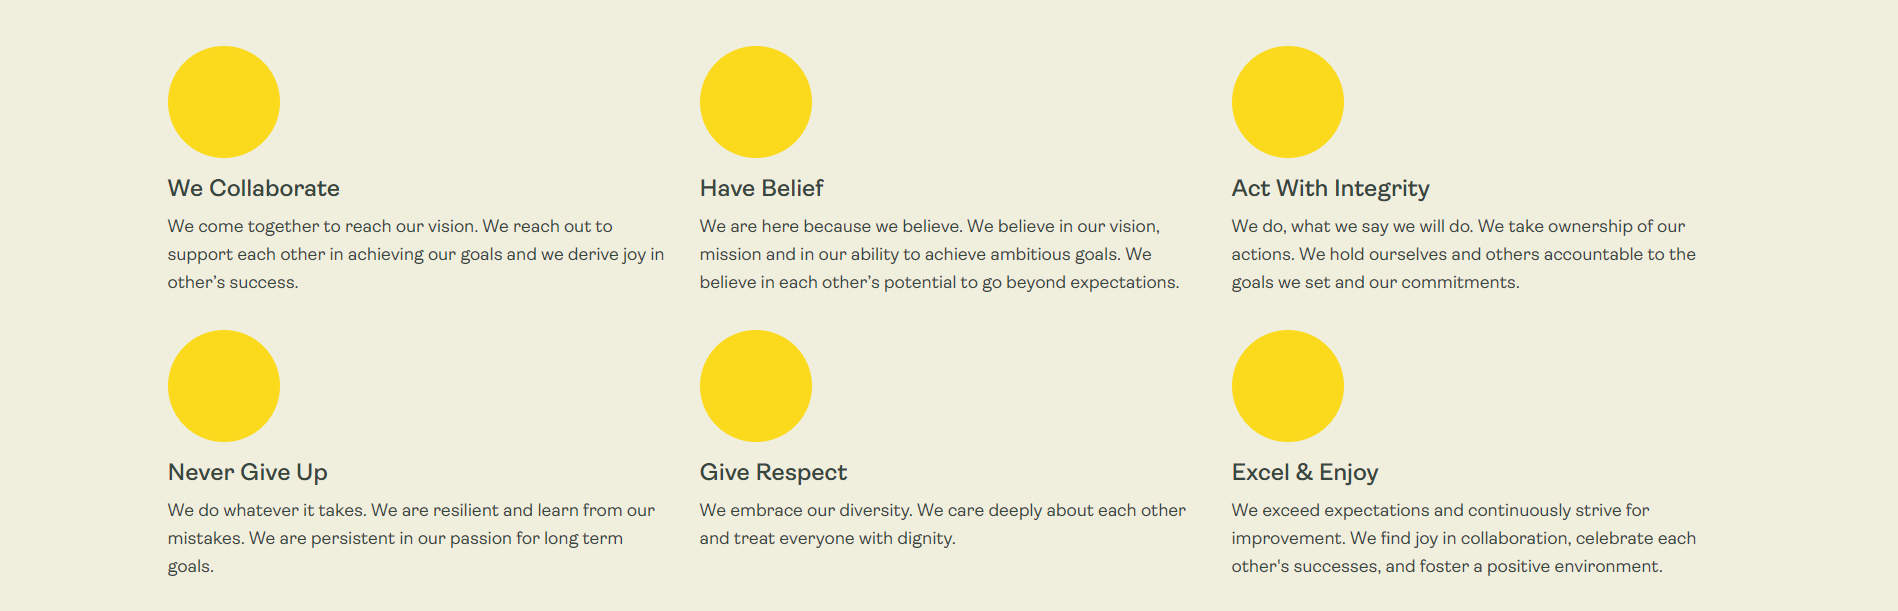 We Collaborate
We come together to reach our vision. We reach out to
support each other in achieving our goals and we derive joy in
other’s success.
Have Belief
We are here because we believe. We believe in our vision,
mission and in our ability to achieve ambitious goals. We
believe in each other’s potential to go beyond expectations.
Act With Integrity
We do, what we say we will do. We take ownership of our
actions. We hold ourselves and others accountable to the
goals we set and our commitments.
Never Give Up
We do whatever it takes. We are resilient and learn from our
mistakes. We are persistent in our passion for long term
goals.
Give Respect
We embrace our diversity. We care deeply about each other
and treat everyone with dignity.
Excel & Enjoy
We exceed expectations and continuously strive for
improvement. We find joy in collaboration, celebrate each
other's successes, and foster a positive environment.